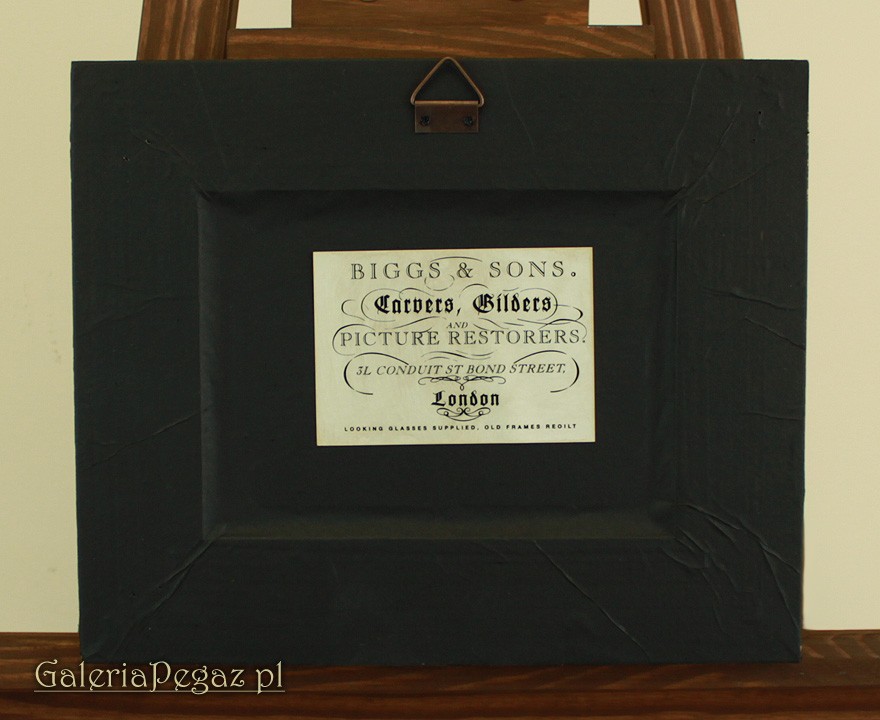 BIGGS & SONS.
Carvers, Gilders
AND
PICTURE RESTORERS.
3L CONDUIT ST BOND STREET,
London
LOOKING GLASSES SUPPLIED, OLD FRAMES REGILT
GaleriaPegaz.pl